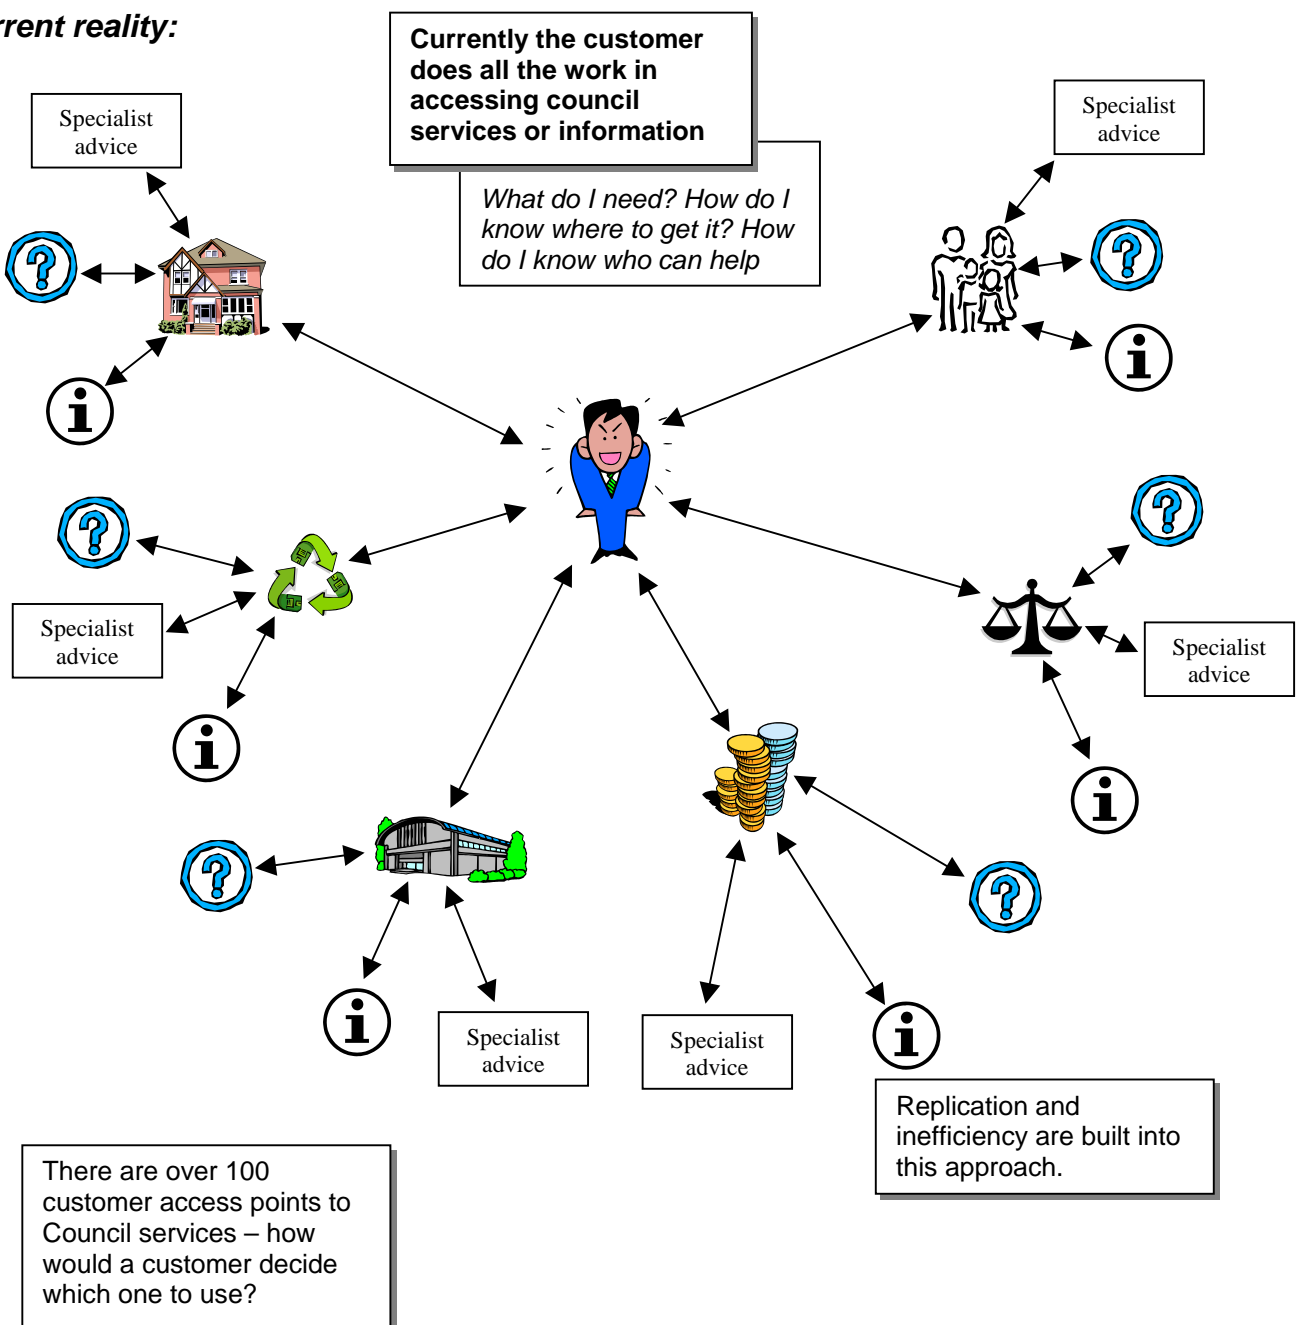 rrent reality:
Currently the customer
does all the work in
accessing council
services or information
What do I need? How do I
know where to get it? How
do I know who can help
Specialist
advice
Specialist
advice
?
?
i
i
?
?
Specialist
advice
Specialist
advice
i
i
?
?
i
Specialist
advice
Specialist
advice
i
Replication and
inefficiency are built into
this approach.
There are over 100
customer access points to
Council services – how
would a customer decide
which one to use?